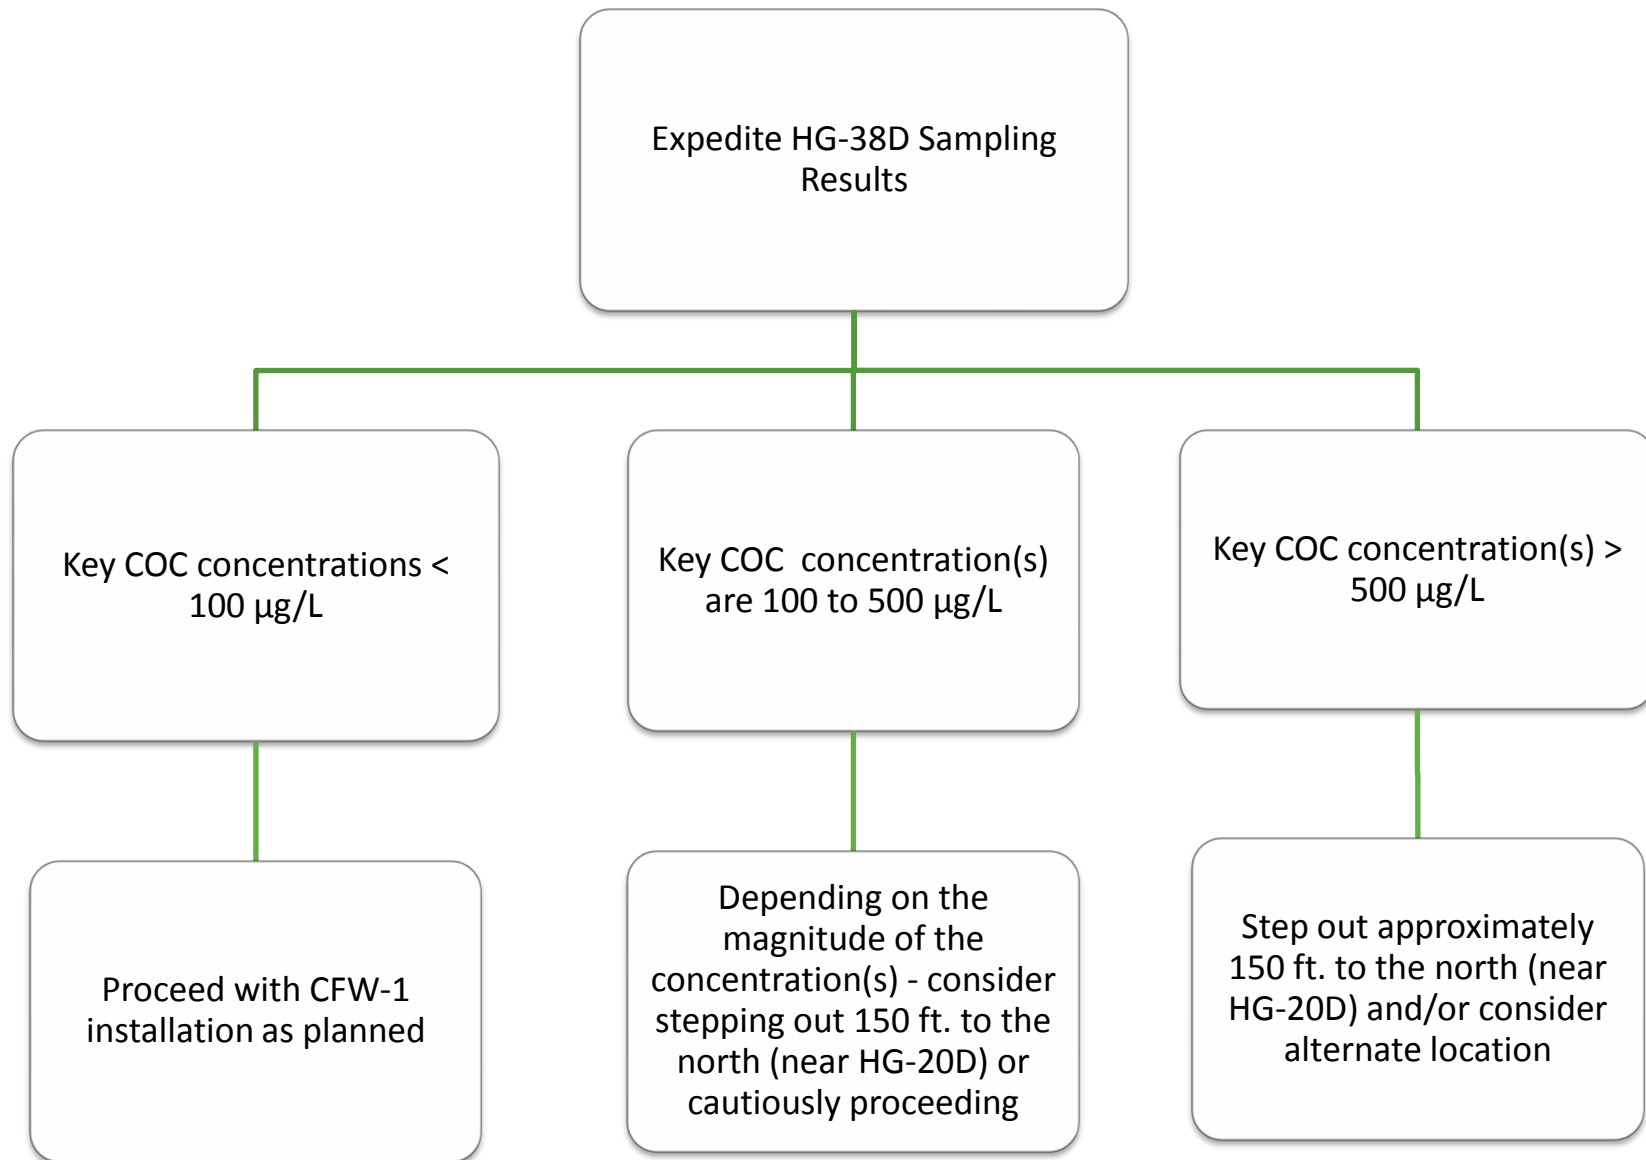 Expedite HG-38D Sampling
Results
Key COC concentrations <
100 µg/L
Key COC  concentration(s)
are 100 to 500 µg/L
Key COC concentration(s) >
500 µg/L
Proceed with CFW-1
installation as planned
Depending on the
magnitude of the
concentration(s) - consider
stepping out 150 ft. to the
north (near HG-20D) or
cautiously proceeding
Step out approximately
150 ft. to the north (near
HG-20D) and/or consider
alternate location